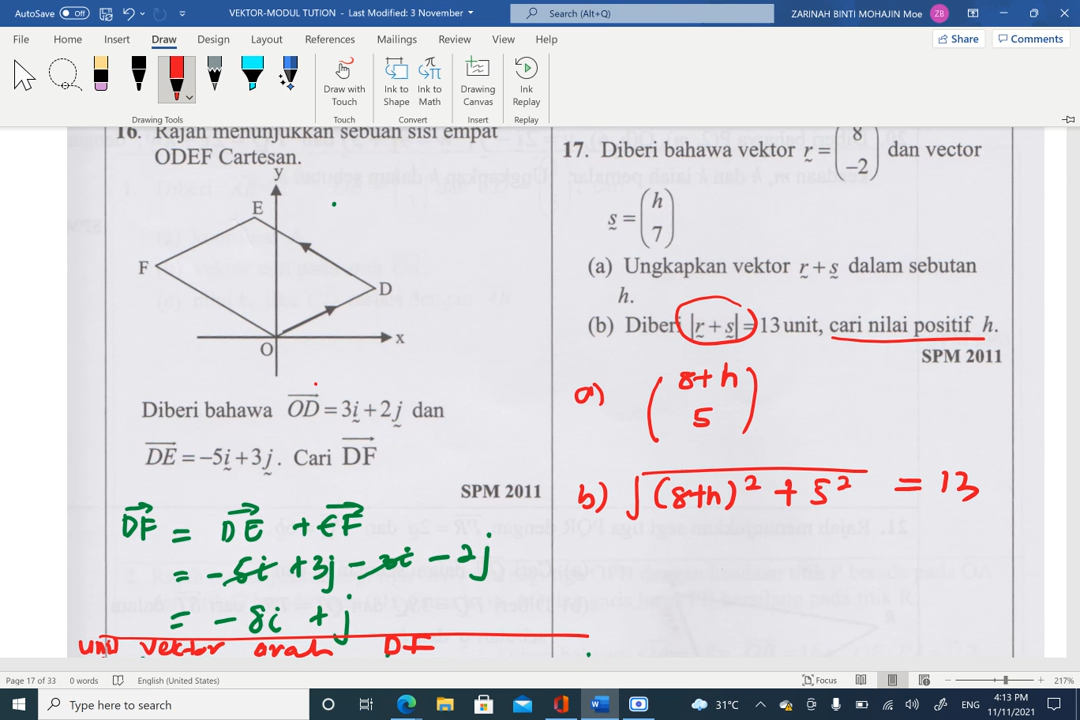 AutoSave Off VEKTOR-MODUL TUTION - Last Modified: 3 November Search (Alt+Q) ZARINAH BINTI MOHAJIN Moe ZB
File Home Insert Draw Design Layout References Mailings Review View Help Share Comments
Draw with Touch
Ink to Shape
Ink to Math
Drawing Canvas
Ink Replay
Drawing Tools Touch Convert Insert Replay
16. Rajah menunjukkan sebuah sisi empat
ODEF Cartesan.
y
E
F
D
x
O
Diberi bahawa OD = 3i + 2j dan
DE = -5i + 3j. Cari DF
SPM 2011
DF = DE + EF
= -5i + 3j - 3i - 2j
= -8i + j
unit vektor arah DF
17. Diberi bahawa vektor r = (8 -2) dan vector
s = (h 7)
(a) Ungkapkan vektor r + s dalam sebutan
h.
(b) Diberi |r + s| = 13 unit, cari nilai positif h.
SPM 2011
a) (8+h 5)
b) √(8+h)² + 5² = 13
Page 17 of 33 0 words English (United States) Focus 217%
Type here to search 31°C ENG 4:13 PM
11/11/2021